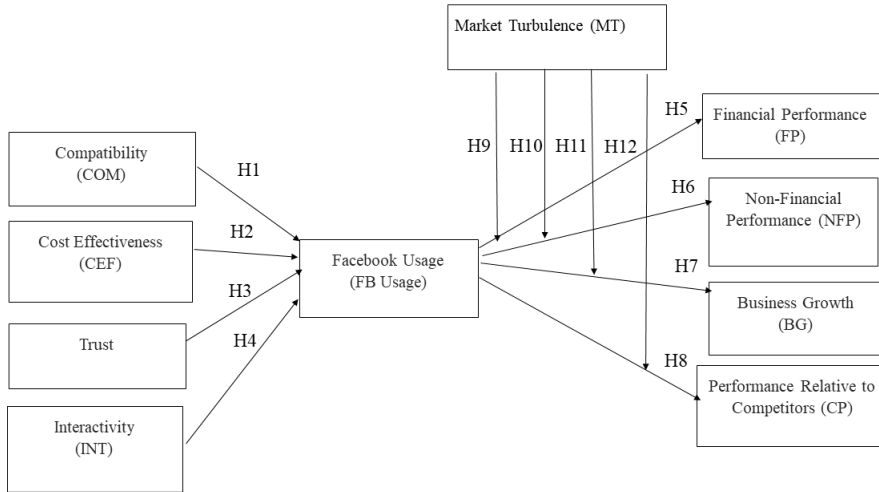 Market Turbulence (MT)
H5
Financial Performance
(FP)
H9
H10
H11
H12
Compatibility
(COM)
H1
H6
Non-Financial
Performance (NFP)
Cost Effectiveness
(CEF)
H2
Facebook Usage
(FB Usage)
H7
H3
Business Growth
(BG)
Trust
H4
H8
Performance Relative to
Competitors (CP)
Interactivity
(INT)